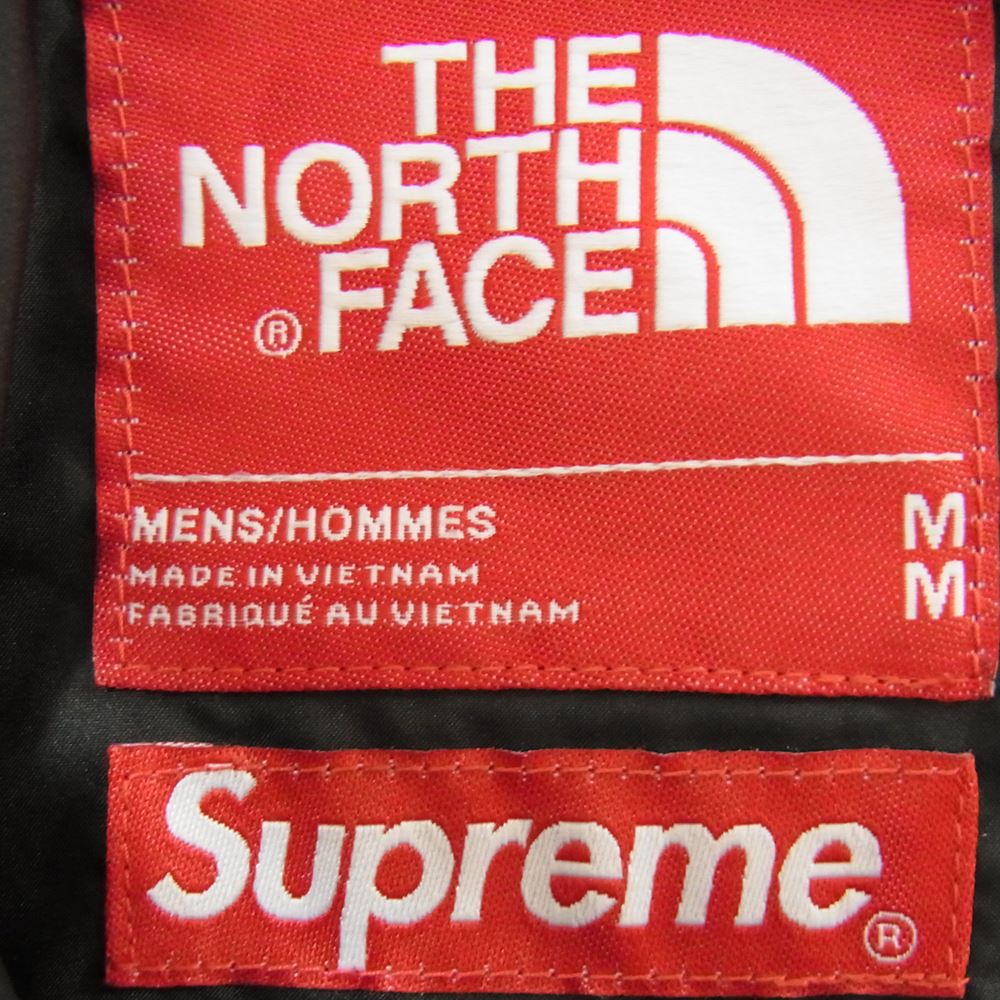 THE
NORTH
FACE
®
MENS/HOMMES M
MADE IN VIETNAM M
FABRIQUÉ AU VIETNAM
Supreme®